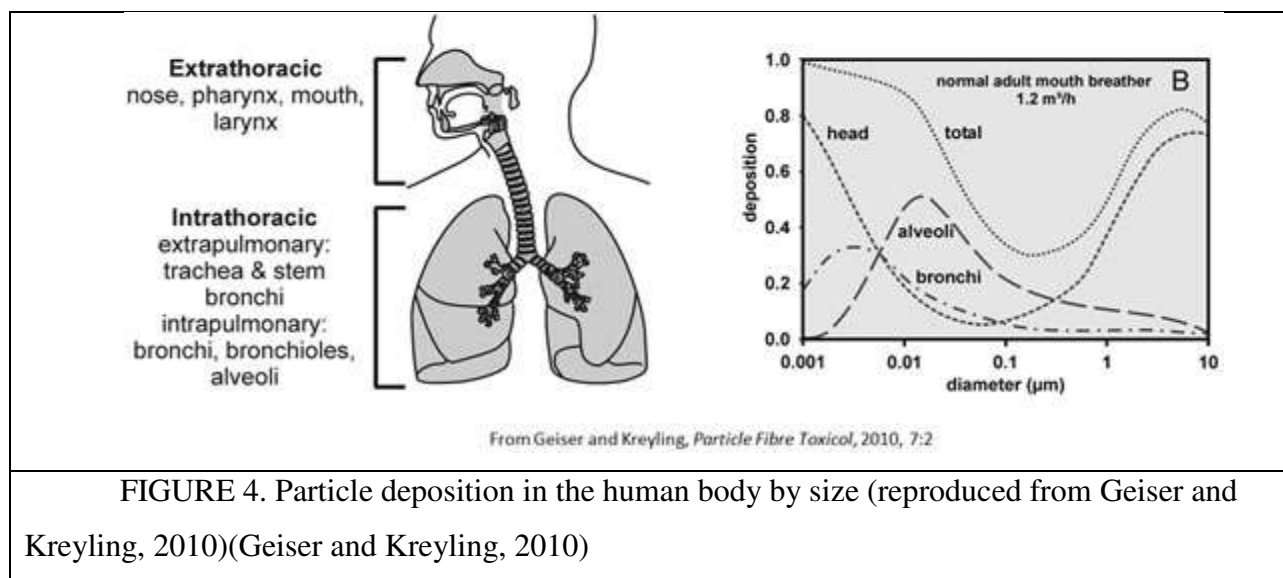 Extrathoracic
nose, pharynx, mouth,
larynx
Intrathoracic
extrapulmonary:
trachea & stem
bronchi
intrapulmonary:
bronchi, bronchioles,
alveoli
1.0
0.8
0.6
0.4
0.2
0.0
deposition
normal adult mouth breather
1.2 m³/h
B
head
total
alveoli
bronchi
0.001
0.01
0.1
1
10
diameter (µm)
From Geiser and Kreyling, Particle Fibre Toxicol, 2010, 7:2
FIGURE 4. Particle deposition in the human body by size (reproduced from Geiser and
Kreyling, 2010)(Geiser and Kreyling, 2010)